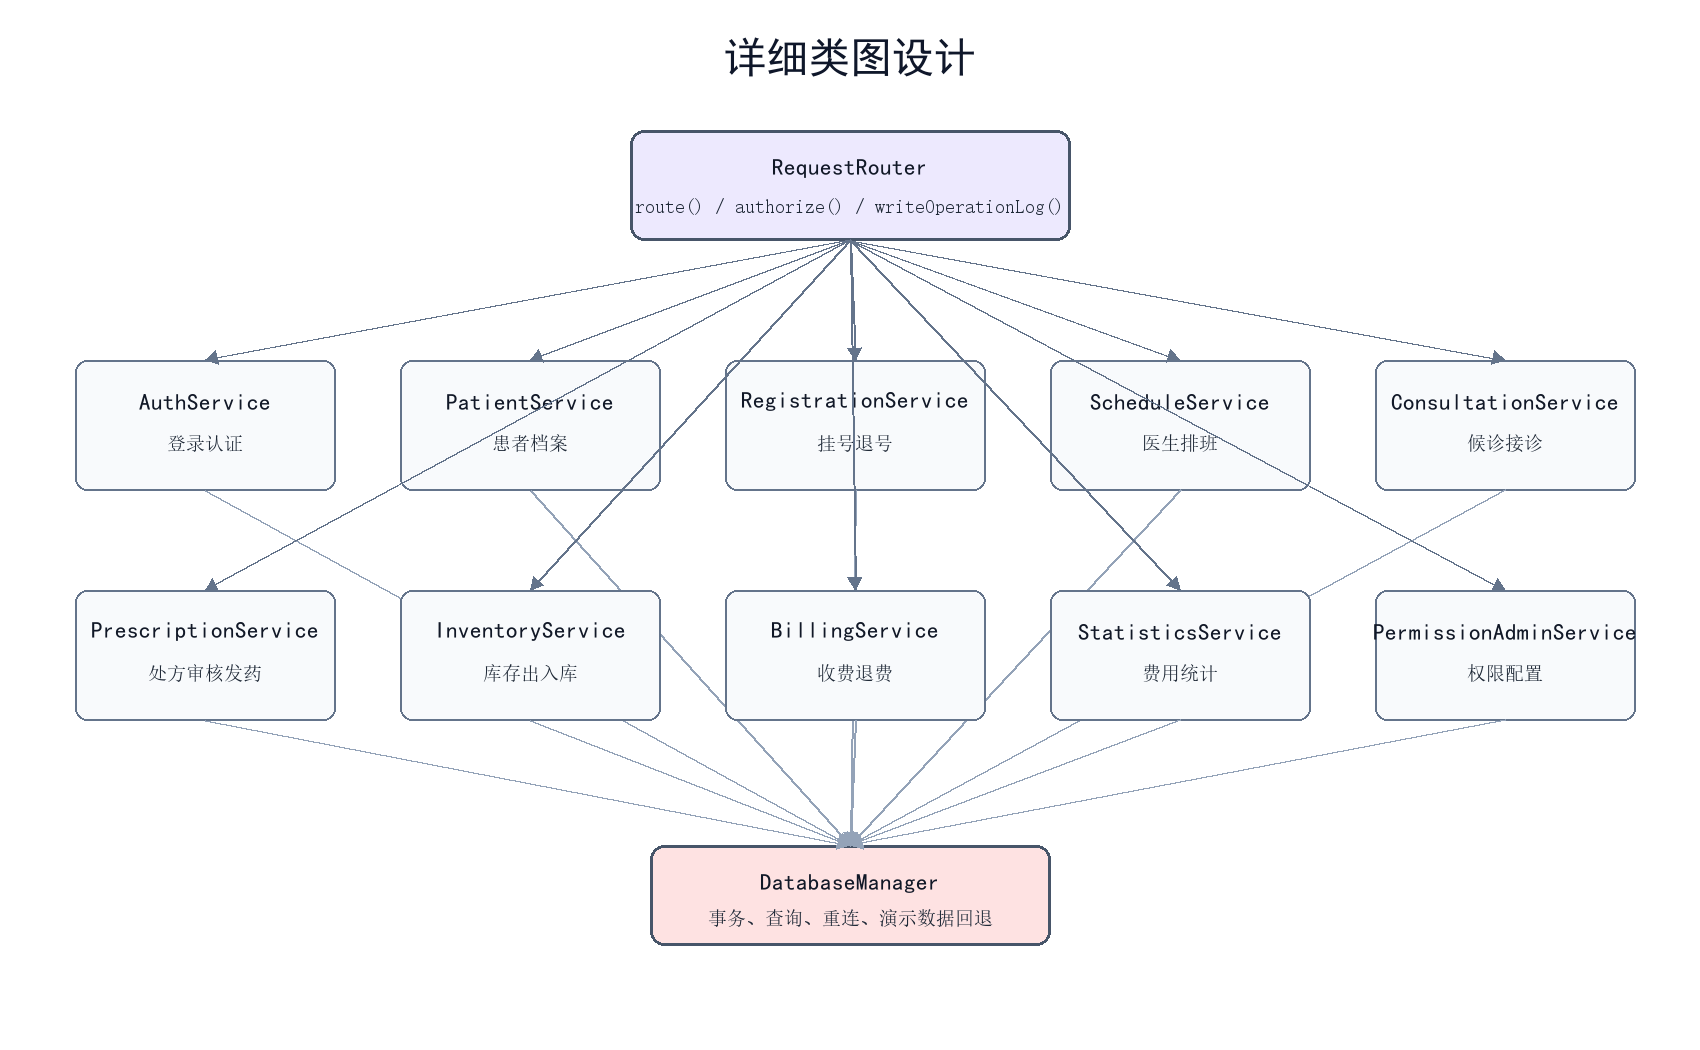 详细类图设计
RequestRouter
route() / authorize() / writeOperationLog()
AuthService
登录认证
PatientService
患者档案
RegistrationService
挂号退号
ScheduleService
医生排班
ConsultationService
候诊接诊
PrescriptionService
处方审核发药
InventoryService
库存出入库
BillingService
收费退费
StatisticsService
费用统计
PermissionAdminService
权限配置
DatabaseManager
事务、查询、重连、演示数据回退